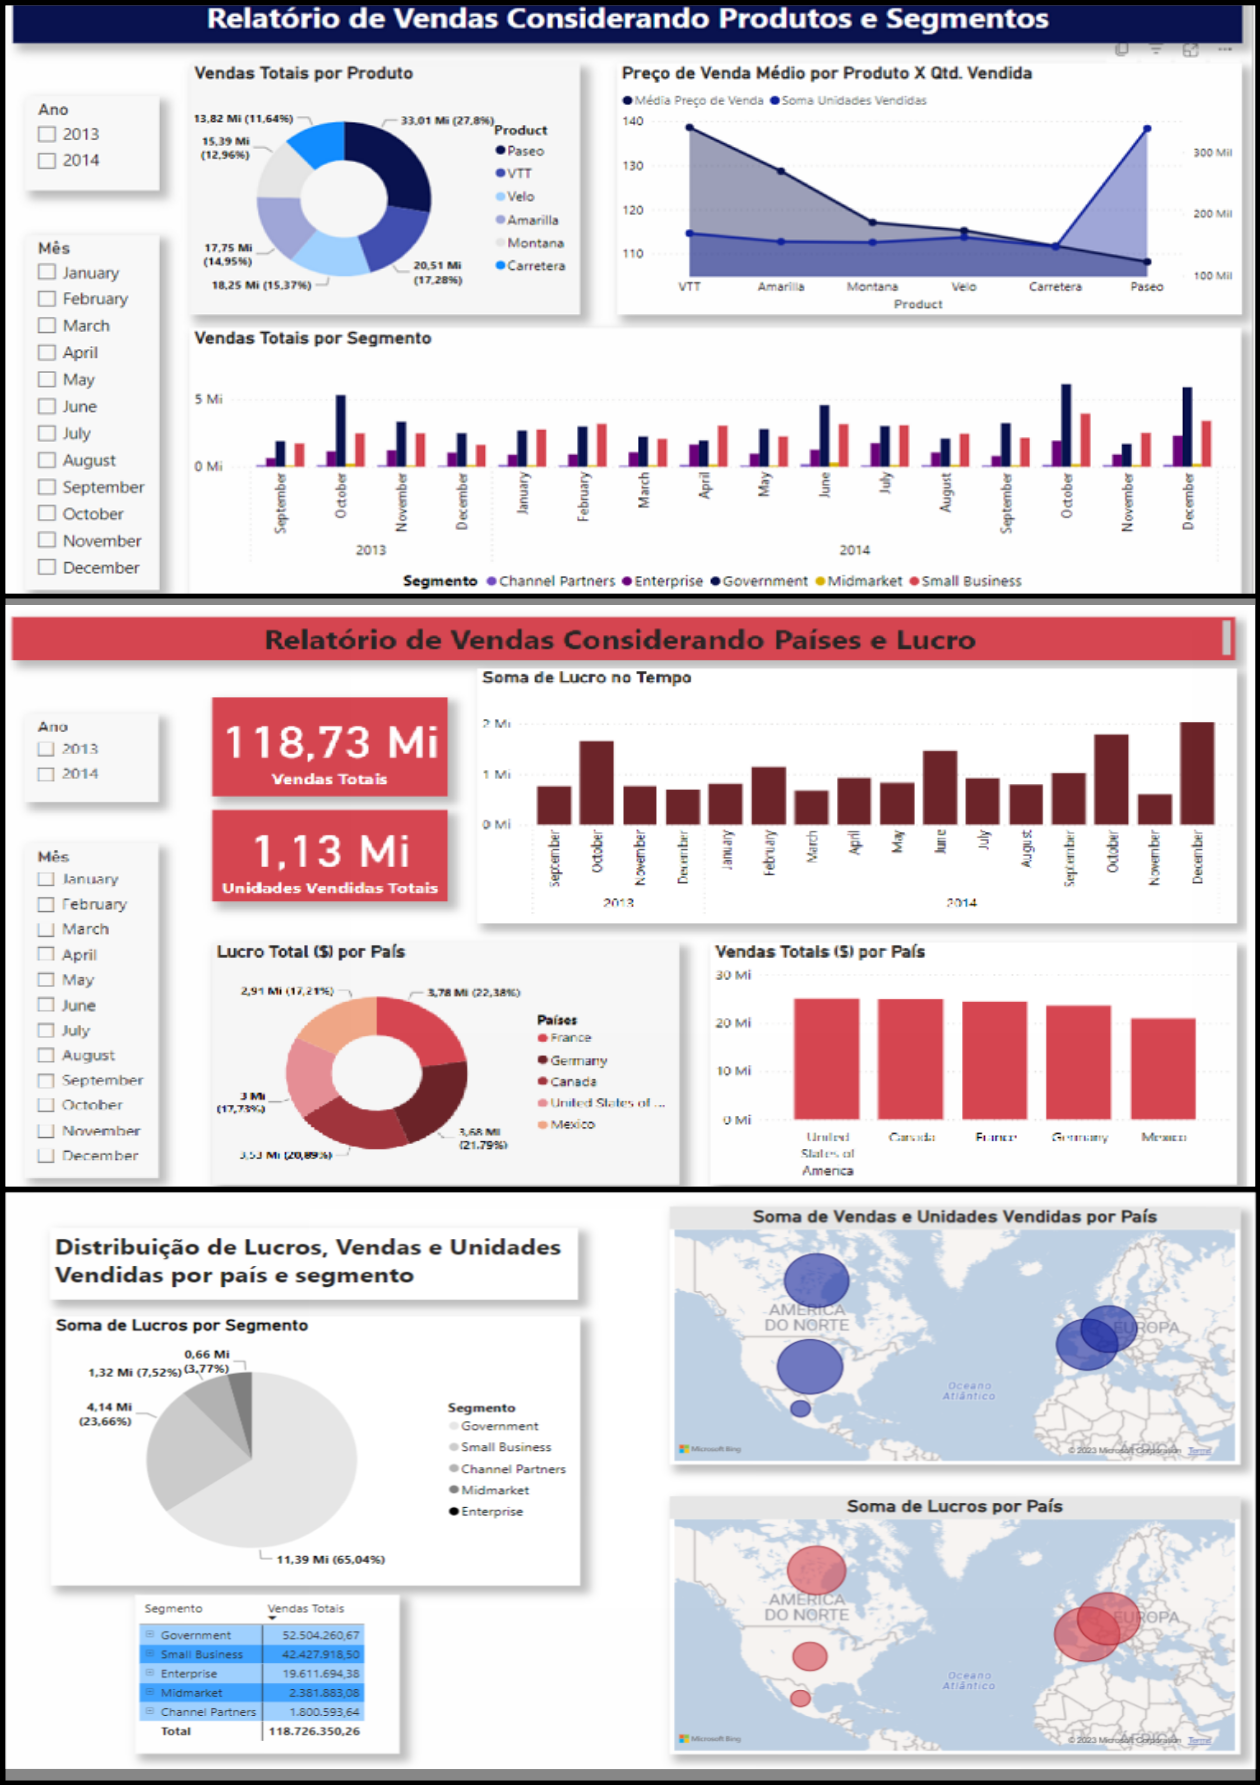 Relatório de Vendas Considerando Produtos e Segmentos
Ano
2013
2014
Mês
January
February
March
April
May
June
July
August
September
October
November
December
Vendas Totais por Produto
13,82 Mi (11,64%)
33,01 Mi (27,8%)
15,39 Mi
(12,96%)
17,75 Mi
(14,95%)
18,25 Mi (15,37%)
20,51 Mi
(17,28%)
Product
Paseo
VTT
Velo
Amarilla
Montana
Carretera
Preço de Venda Médio por Produto X Qtd. Vendida
Média Preço de Venda Soma Unidades Vendidas
140
130
120
110
300 Mil
200 Mil
100 Mil
VTT Amarilla Montana Velo Carretera Paseo
Product
Vendas Totais por Segmento
5 Mi
0 Mi
September October November December January February March April May June July August September October November December
2013 2014
Segmento Channel Partners Enterprise Government Midmarket Small Business
Relatório de Vendas Considerando Países e Lucro
Ano
2013
2014
Mês
January
February
March
April
May
June
July
August
September
October
November
December
118,73 Mi
Vendas Totais
1,13 Mi
Unidades Vendidas Totais
Soma de Lucro no Tempo
2 Mi
1 Mi
0 Mi
September October November December January February March April May June July August September October November December
2013 2014
Lucro Total ($) por País
2,91 Mi (17,21%)
3,78 Mi (22,38%)
3 Mi
(17,73%)
3,68 Mi
(21,79%)
3,53 Mi (20,89%)
Países
France
Germany
Canada
United States of ...
Mexico
Vendas Totais ($) por País
30 Mi
20 Mi
10 Mi
0 Mi
United States of America Canada France Germany Mexico
Distribuição de Lucros, Vendas e Unidades
Vendidas por país e segmento
Soma de Lucros por Segmento
0,66 Mi
(3,77%)
1,32 Mi (7,52%)
4,14 Mi
(23,66%)
11,39 Mi (65,04%)
Segmento
Government
Small Business
Channel Partners
Midmarket
Enterprise
Segmento Vendas Totais
Government 52.504.260,67
Small Business 42.427.918,50
Enterprise 19.611.694,38
Midmarket 2.381.883,08
Channel Partners 1.800.593,64
Total 118.726.350,26
Soma de Vendas e Unidades Vendidas por País
AMÉRICA
DO NORTE
EUROPA
Oceano
Atlântico
Microsoft Bing
© 2023 Microsoft Corporation
Soma de Lucros por País
AMÉRICA
DO NORTE
EUROPA
Oceano
Atlântico
Microsoft Bing
© 2023 Microsoft Corporation